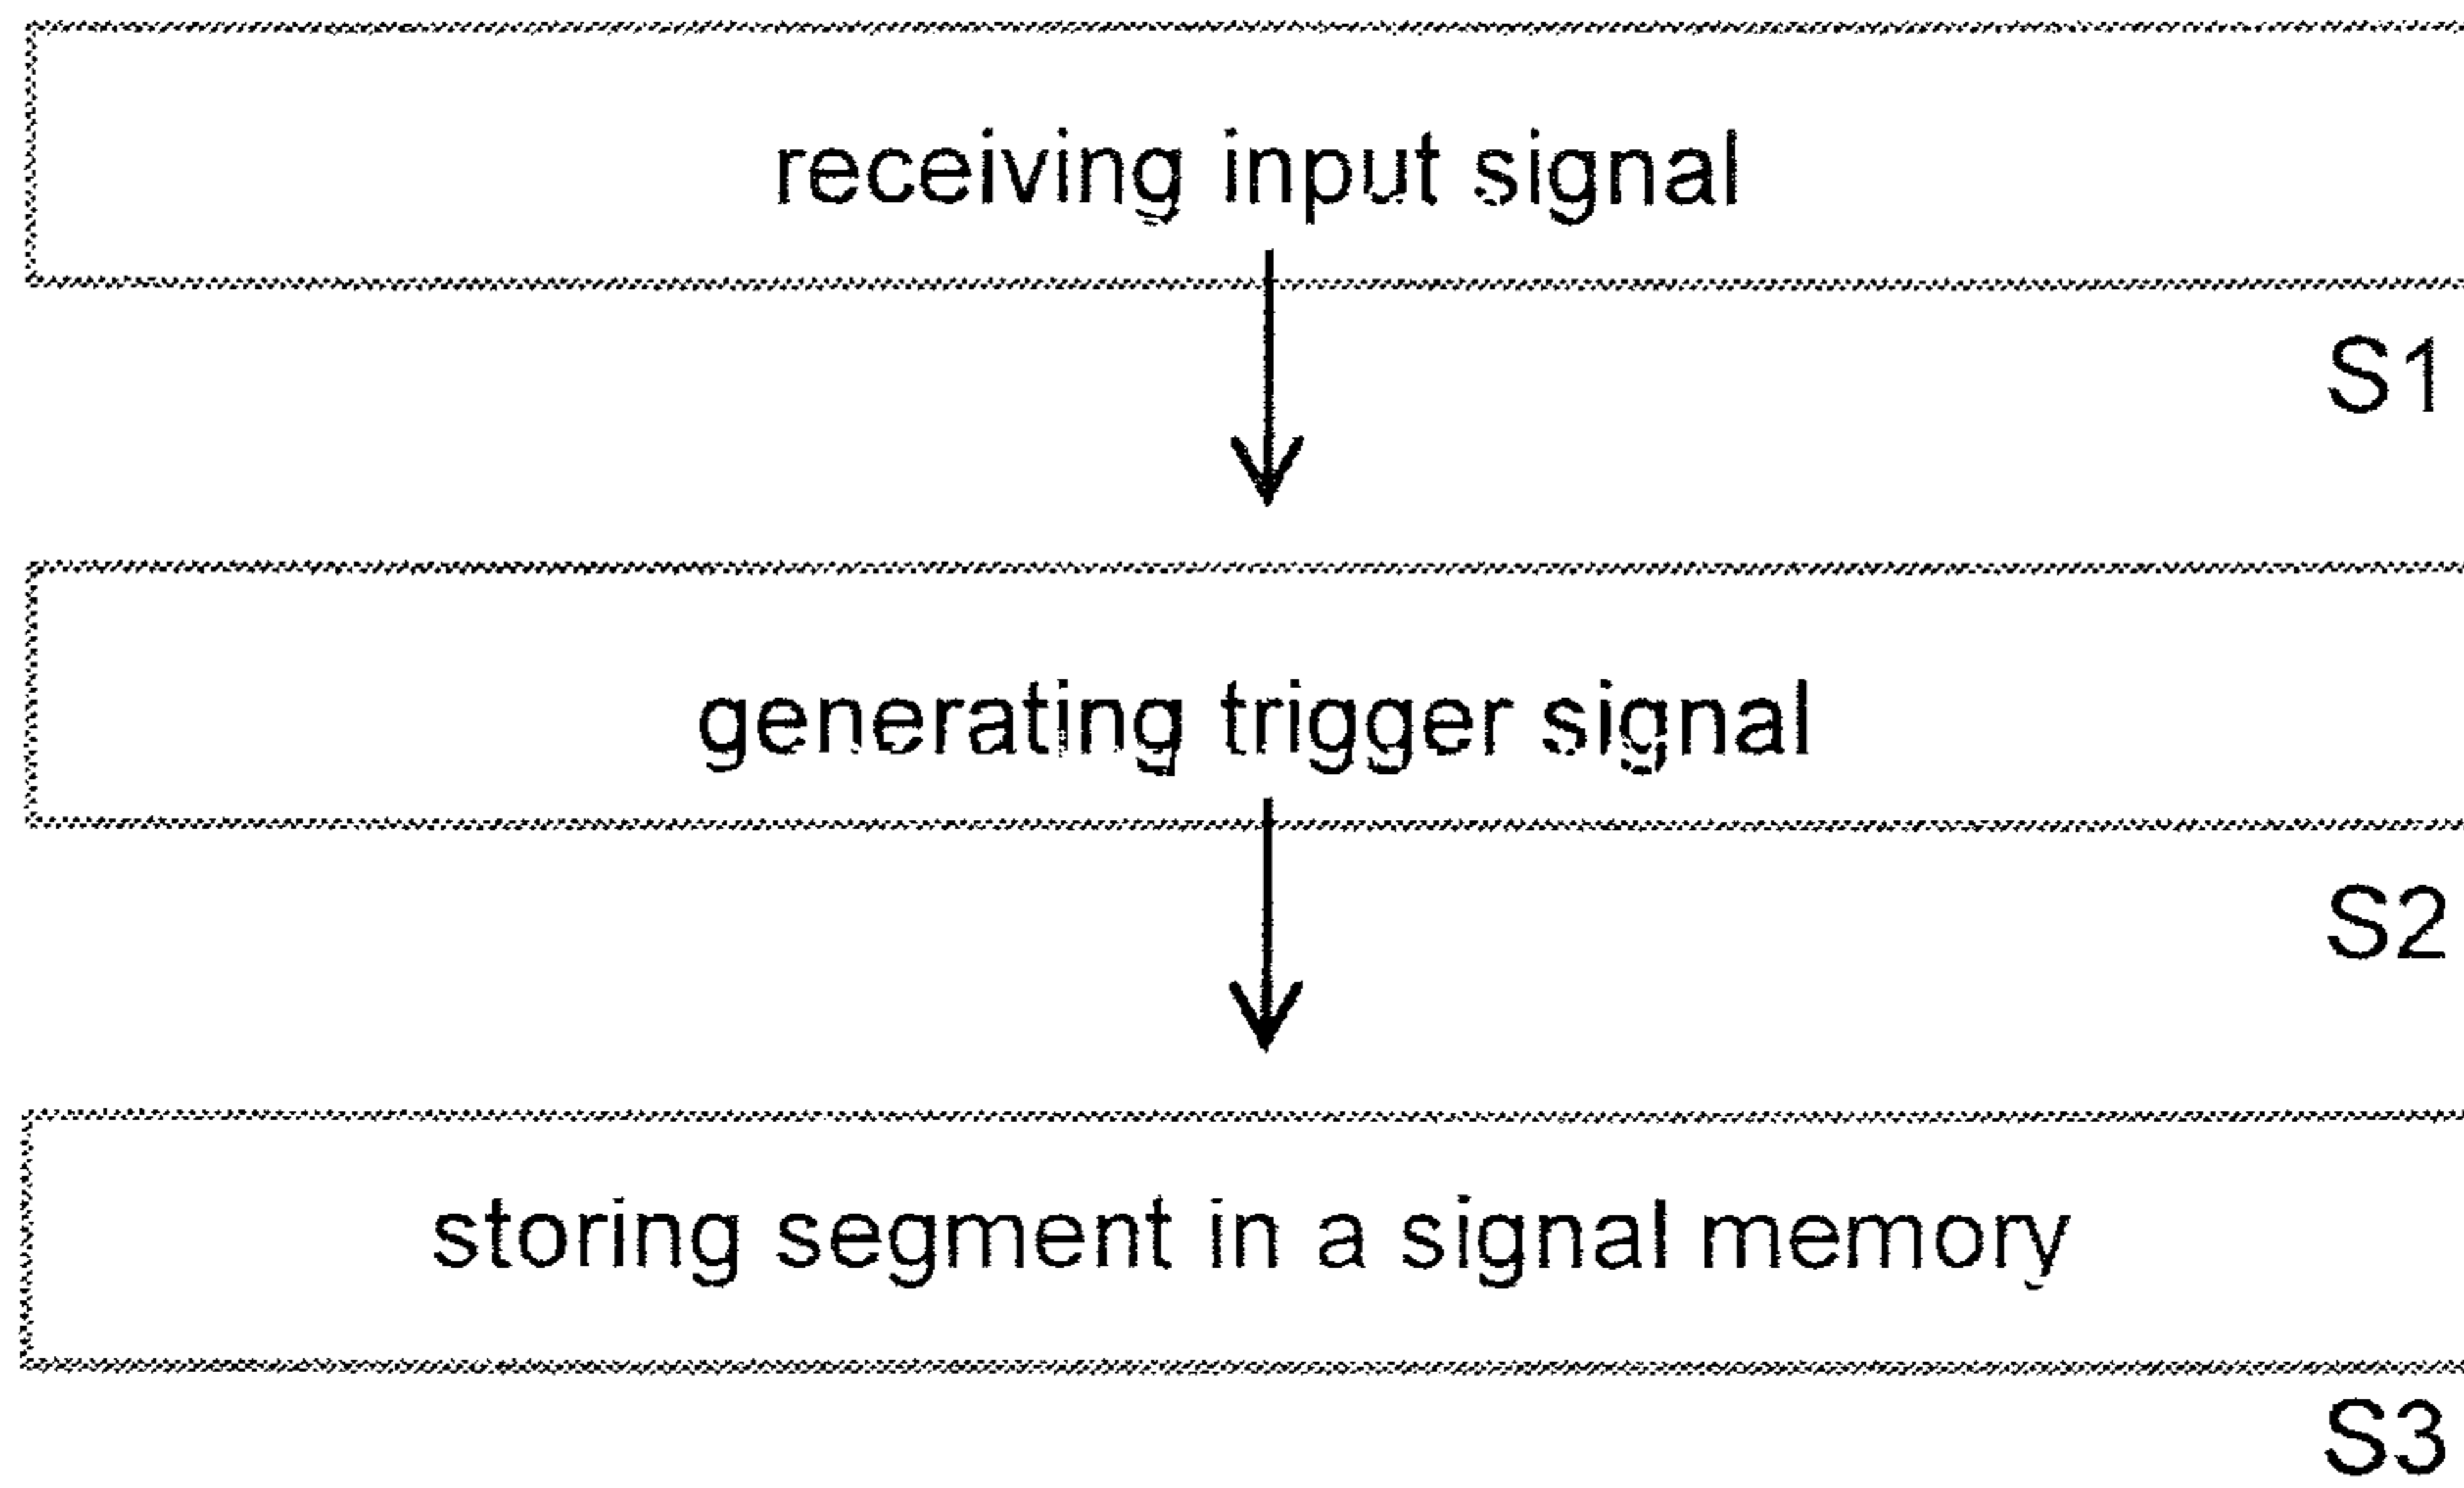 receiving input signal
S1
generating trigger signal
S2
storing segment in a signal memory
S3